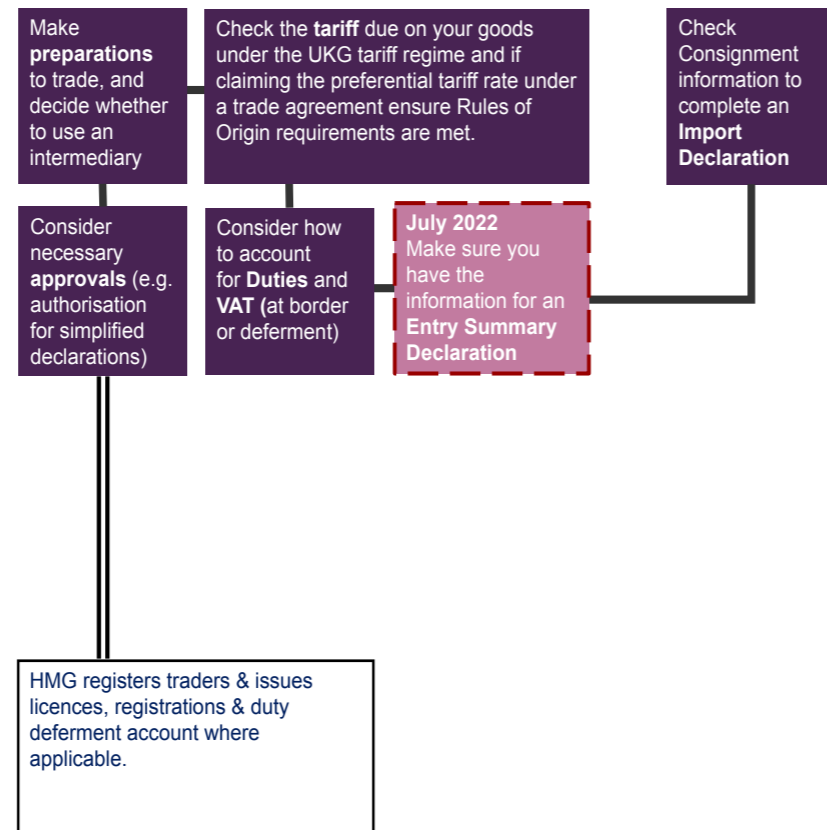 Make
preparations
to trade, and
decide whether
to use an
intermediary
Check the tariff due on your goods
under the UKG tariff regime and if
claiming the preferential tariff rate under
a trade agreement ensure Rules of
Origin requirements are met.
Check
Consignment
information to
complete an
Import
Declaration
Consider
necessary
approvals (e.g.
authorisation
for simplified
declarations)
Consider how
to account
for Duties and
VAT (at border
or deferment)
July 2022
Make sure you
have the
information for an
Entry Summary
Declaration
HMG registers traders & issues
licences, registrations & duty
deferment account where
applicable.